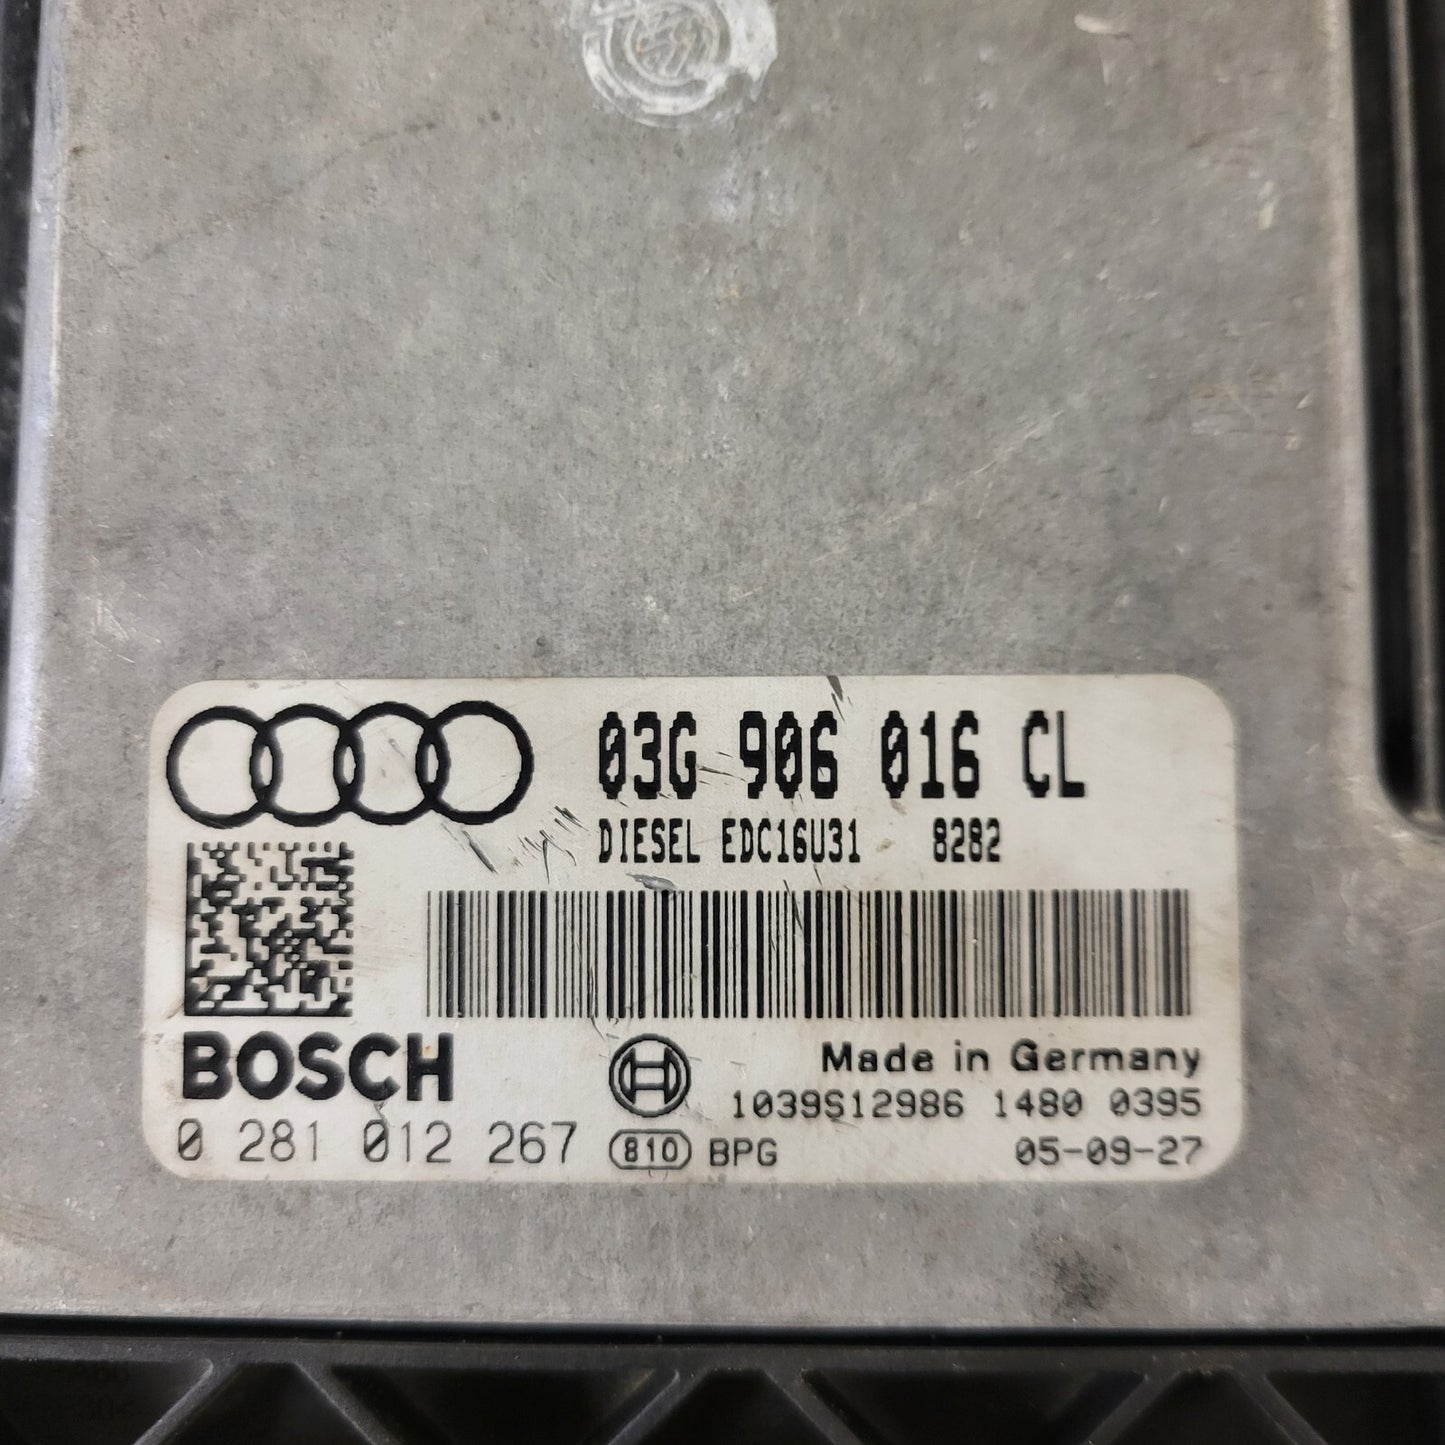 03G 906 016 CL
DIESEL EDC16U31 8282
BOSCH
Made in Germany
1039S12986 1480 0395
0 281 012 267
810 BPG
05-09-27